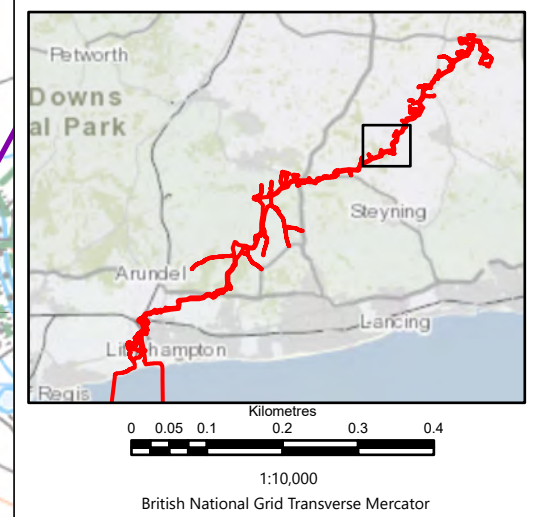 Petworth
Downs
al Park
Steyning
Arundel
Lancing
Regis
Kilometres
0 0.05 0.1 0.2 0.3 0.4
1:10,000
British National Grid Transverse Mercator